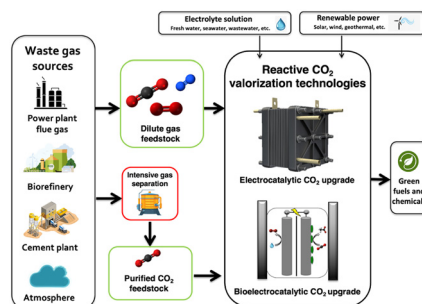 Electrolyte solution
Fresh water, seawater, wastewater, etc.
Renewable power
Solar, wind, geothermal, etc.
Waste gas
sources
Power plant
flue gas
Biorefinery
Cement plant
Atmosphere
Dilute gas
feedstock
Intensive gas
separation
Purified CO₂
feedstock
Reactive CO₂
valorization technologies
Electrocatalytic CO₂ upgrade
Bioelectrocatalytic CO₂ upgrade
Green
fuels and
chemicals